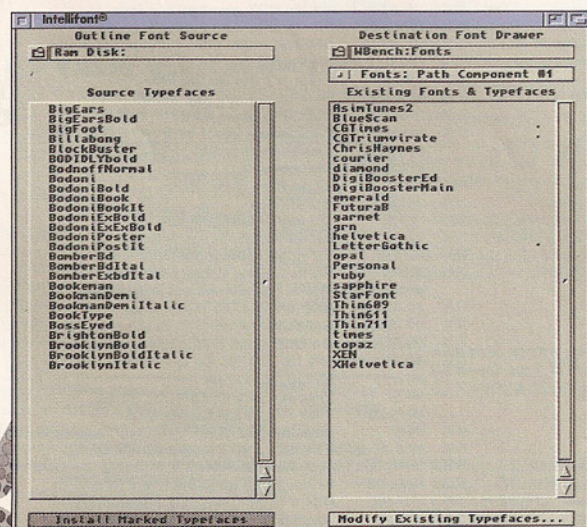 Intellifont®
Outline Font Source
Ram Disk:
Source Typefaces
BigEars
BigEarsBold
BigFoot
Billabong
BlockBuster
BODIDLYbold
BodnoffNormal
Bodoni
BodoniBold
BodoniBook
BodoniBookIt
BodoniExBold
BodoniExxBold
BodoniPoster
BodoniPostIt
BomberBd
BomberBdItal
BomberExbdItal
Bookeman
BookmanDemi
BookmanDemiItalic
BookType
BossEyed
BrightonBold
BrooklynBold
BrooklynBoldItalic
BrooklynItalic
Install Marked Typefaces
Destination Font Drawer
WBench:Fonts
Fonts: Path Component #1
Existing Fonts & Typefaces
AsimTunes2
BlueScan
CGTimes
CGTriumvirate
ChrisHaynes
courier
diamond
DigiBoosterEd
DigiBoosterMain
emerald
FuturaB
garnet
grn
helvetica
LetterGothic
opal
Personal
ruby
sapphire
StarFont
Thin609
Thin611
Thin711
times
topaz
XEN
XHelvetica
Modify Existing Typefaces...